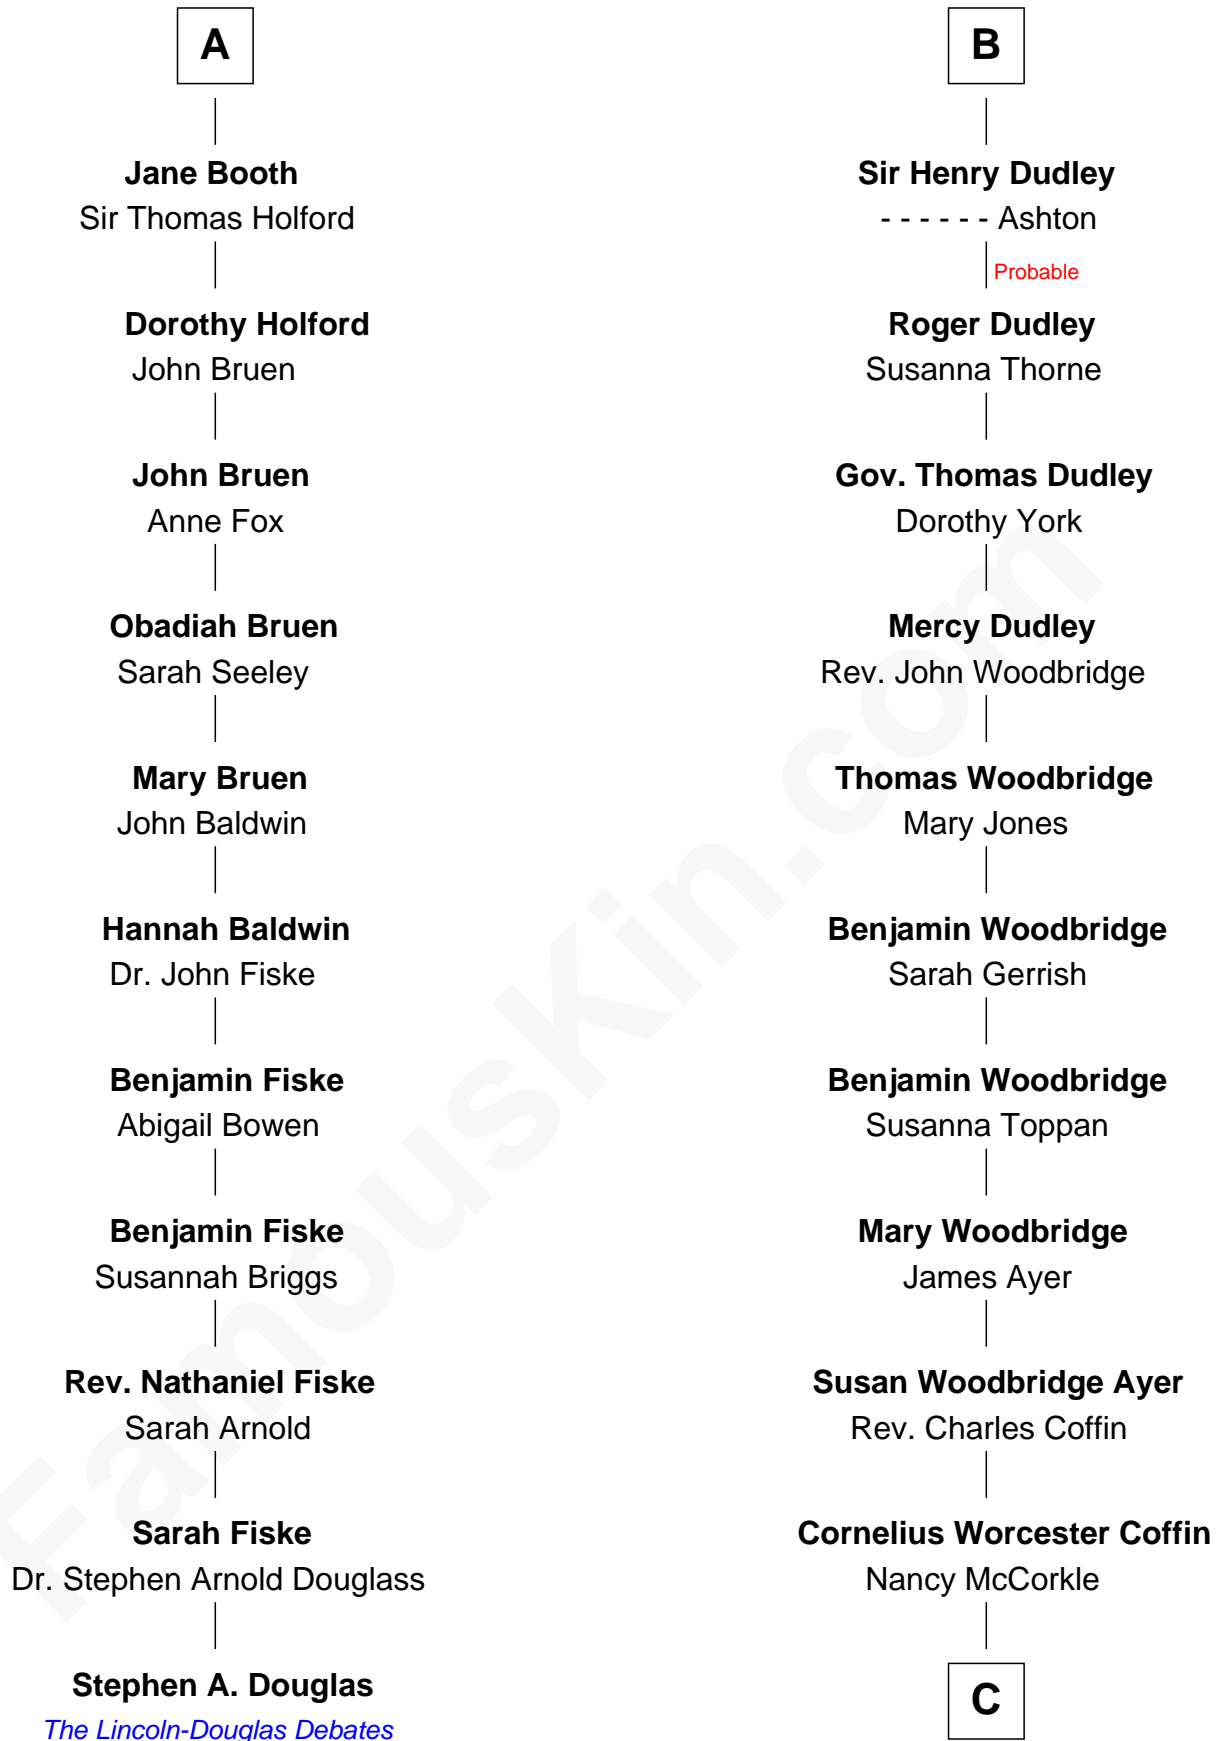 A
Jane Booth
Sir Thomas Holford
Dorothy Holford
John Bruen
John Bruen
Anne Fox
Obadiah Bruen
Sarah Seeley
Mary Bruen
John Baldwin
Hannah Baldwin
Dr. John Fiske
Benjamin Fiske
Abigail Bowen
Benjamin Fiske
Susannah Briggs
Rev. Nathaniel Fiske
Sarah Arnold
Sarah Fiske
Dr. Stephen Arnold Douglass
Stephen A. Douglas
The Lincoln-Douglas Debates
B
Sir Henry Dudley
- - - - - - Ashton
Probable
Roger Dudley
Susanna Thorne
Gov. Thomas Dudley
Dorothy York
Mercy Dudley
Rev. John Woodbridge
Thomas Woodbridge
Mary Jones
Benjamin Woodbridge
Sarah Gerrish
Benjamin Woodbridge
Susanna Toppan
Mary Woodbridge
James Ayer
Susan Woodbridge Ayer
Rev. Charles Coffin
Cornelius Worcester Coffin
Nancy McCorkle
C
FamousKin.com